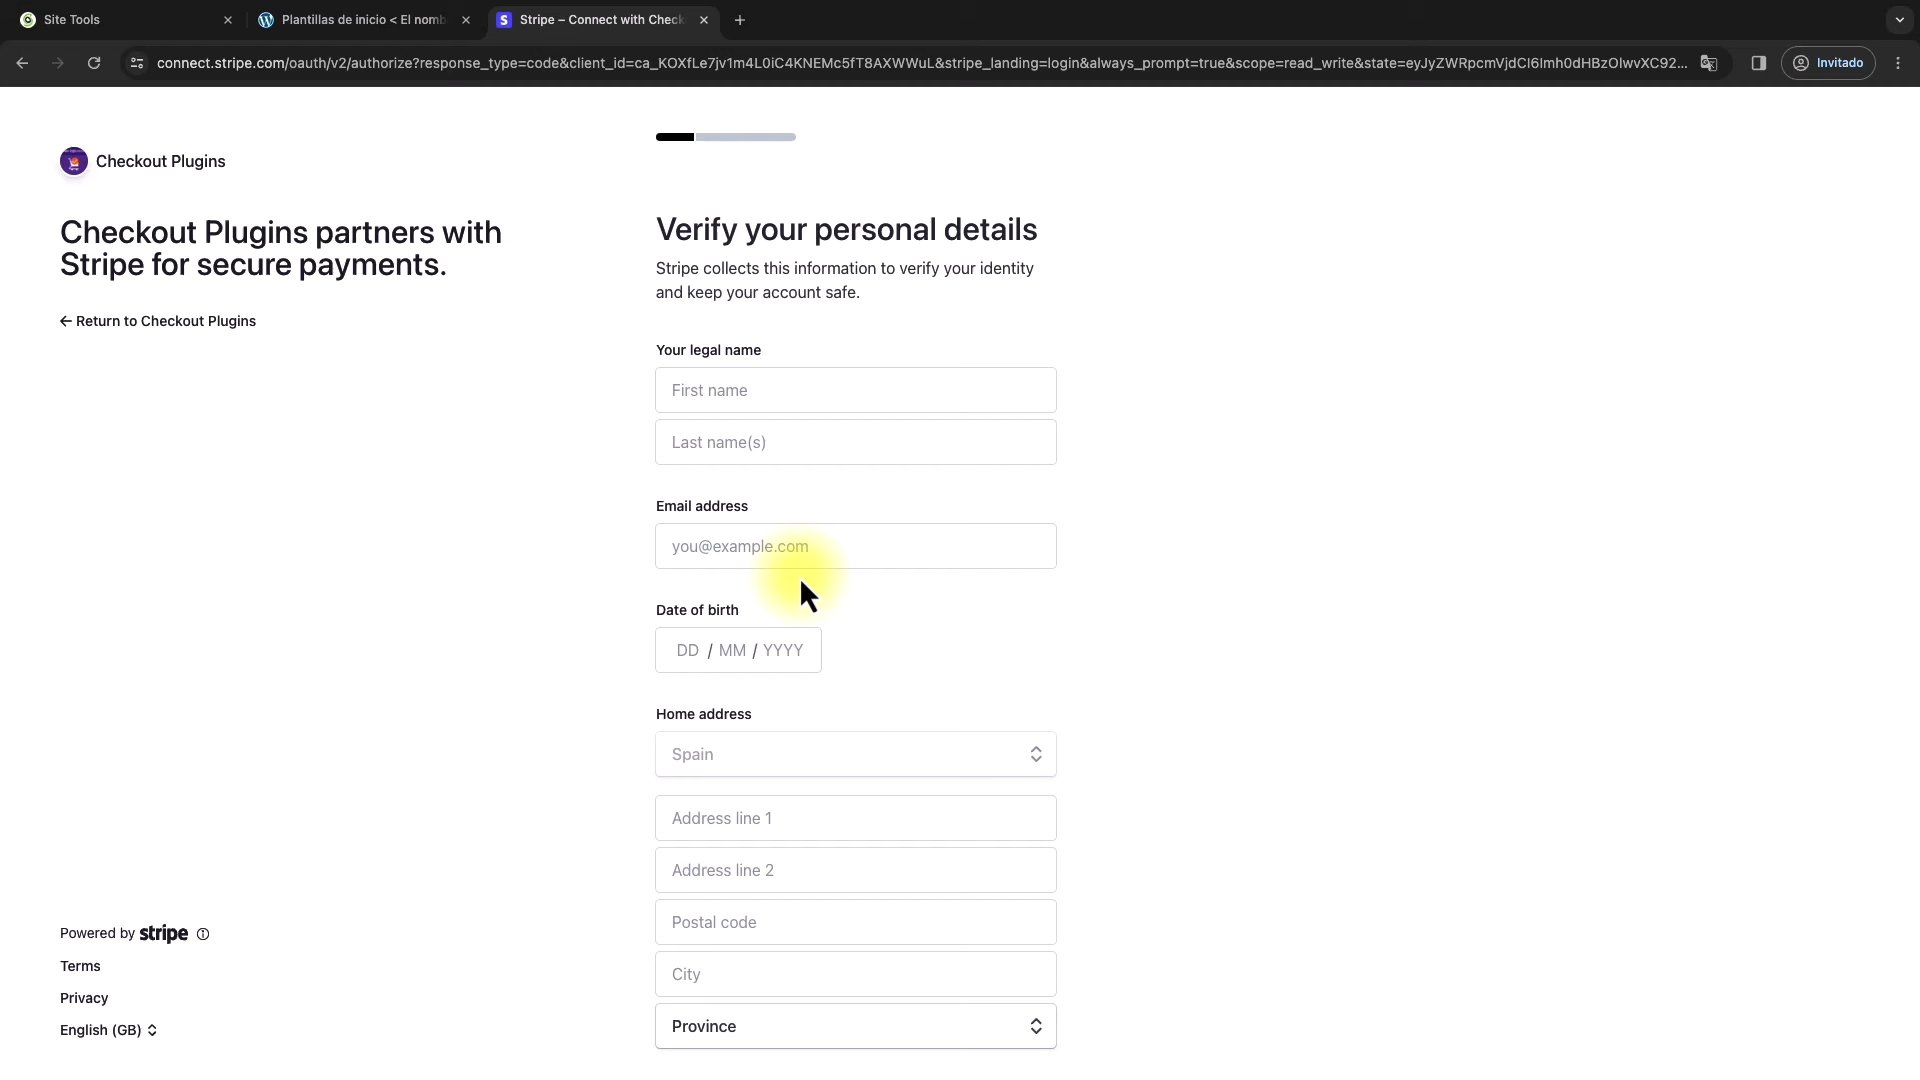 Site Tools
Plantillas de inicio < El nomb
Stripe – Connect with Check
connect.stripe.com/oauth/v2/authorize?response_type=code&client_id=ca_KOXfLe7jv1m4L0iC4KNEMc5fT8AXWWuL&stripe_landing=login&always_prompt=true&scope=read_write&state=eyJyZWRpcmVjdCI6Imh0dHBzOlwvXC92...
Invitado
Checkout Plugins
Checkout Plugins partners with
Stripe for secure payments.
← Return to Checkout Plugins
Verify your personal details
Stripe collects this information to verify your identity
and keep your account safe.
Your legal name
First name
Last name(s)
Email address
you@example.com
Date of birth
DD / MM / YYYY
Home address
Spain
Address line 1
Address line 2
Postal code
City
Province
Powered by stripe
Terms
Privacy
English (GB)